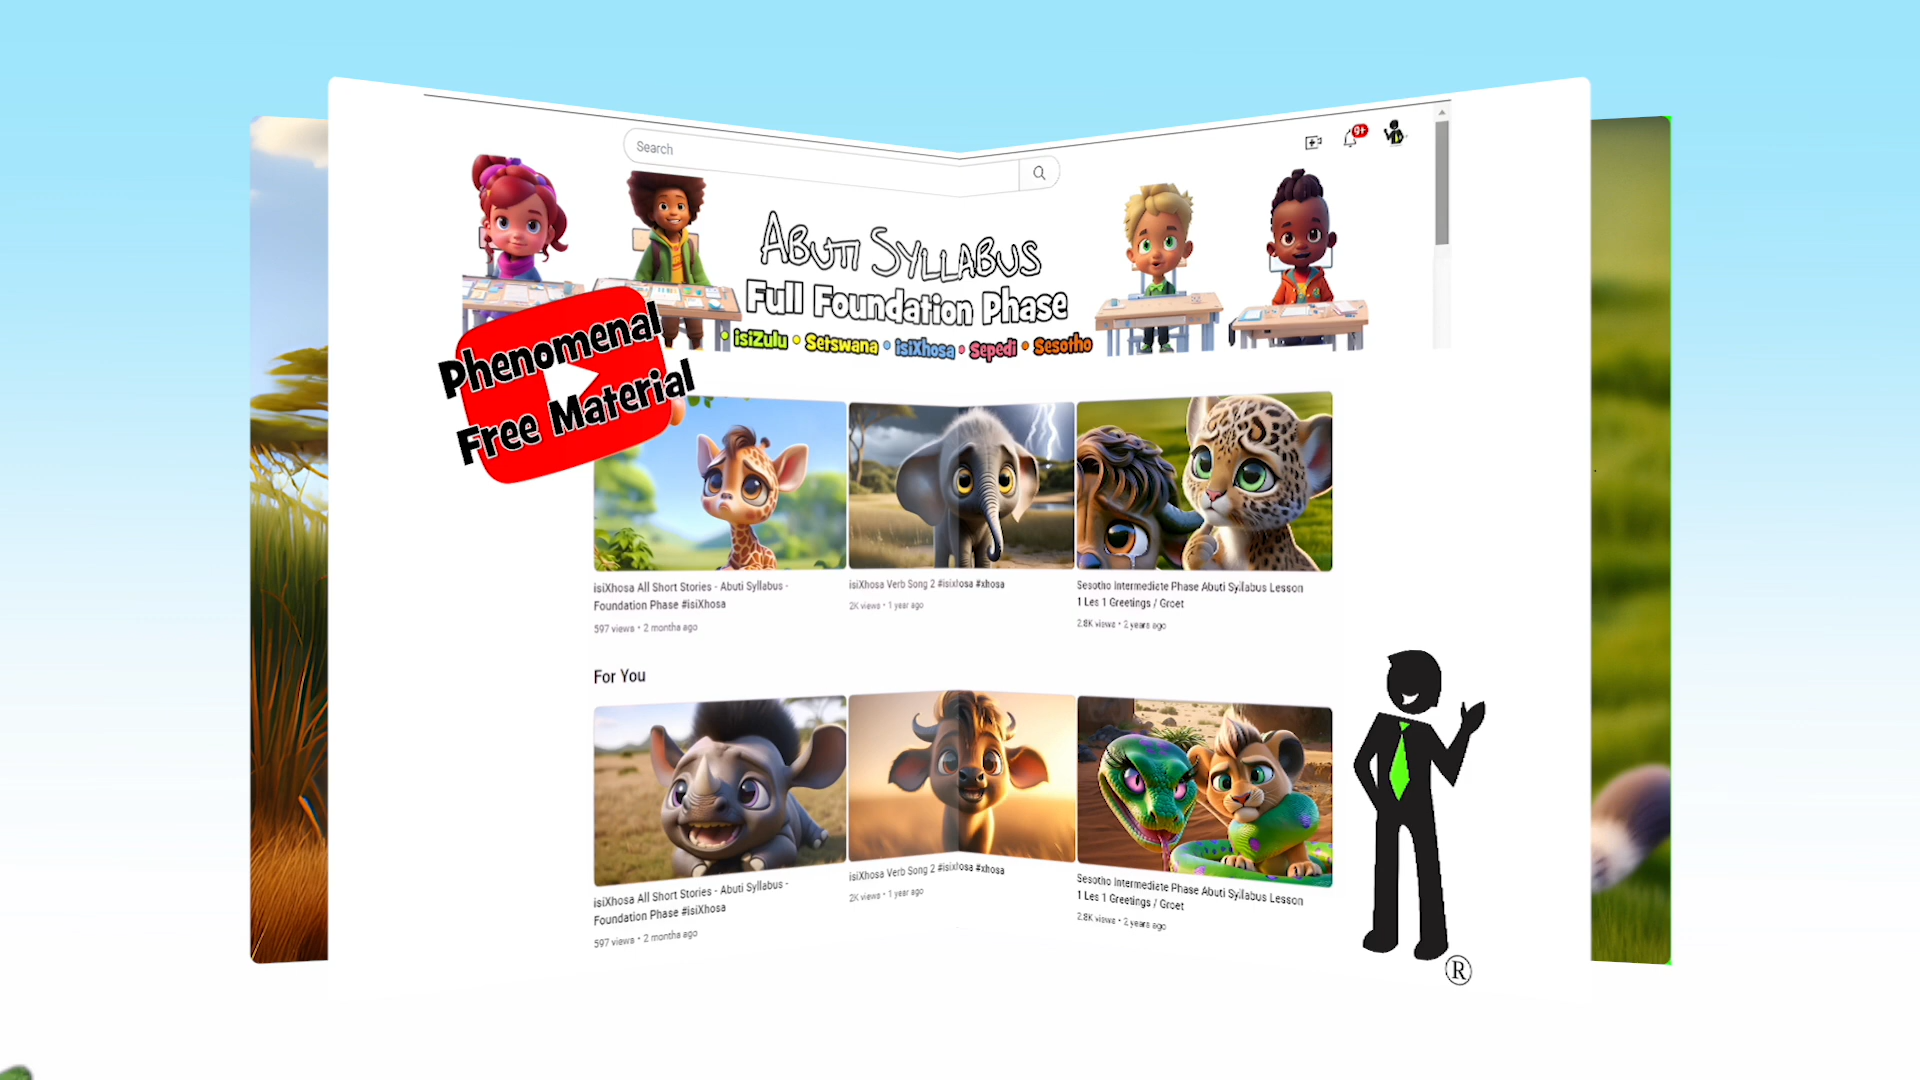 Search
9+
Abuti Syllabus
Full Foundation Phase
• isiZulu • Setswana • isiXhosa • Sepedi • Sesotho
Phenomenal
Free Material
isiXhosa All Short Stories - Abuti Syllabus -
Foundation Phase #isiXhosa
597 views • 2 months ago
isiXhosa Verb Song 2 #isixhosa #xhosa
2K views • 1 year ago
Sesotho Intermediate Phase Abuti Syllabus Lesson
1 Les 1 Greetings / Groet
2.8K views • 2 years ago
For You
isiXhosa All Short Stories - Abuti Syllabus -
Foundation Phase #isiXhosa
597 views • 2 months ago
isiXhosa Verb Song 2 #isixhosa #xhosa
2K views • 1 year ago
Sesotho Intermediate Phase Abuti Syllabus Lesson
1 Les 1 Greetings / Groet
2.8K views • 2 years ago
®